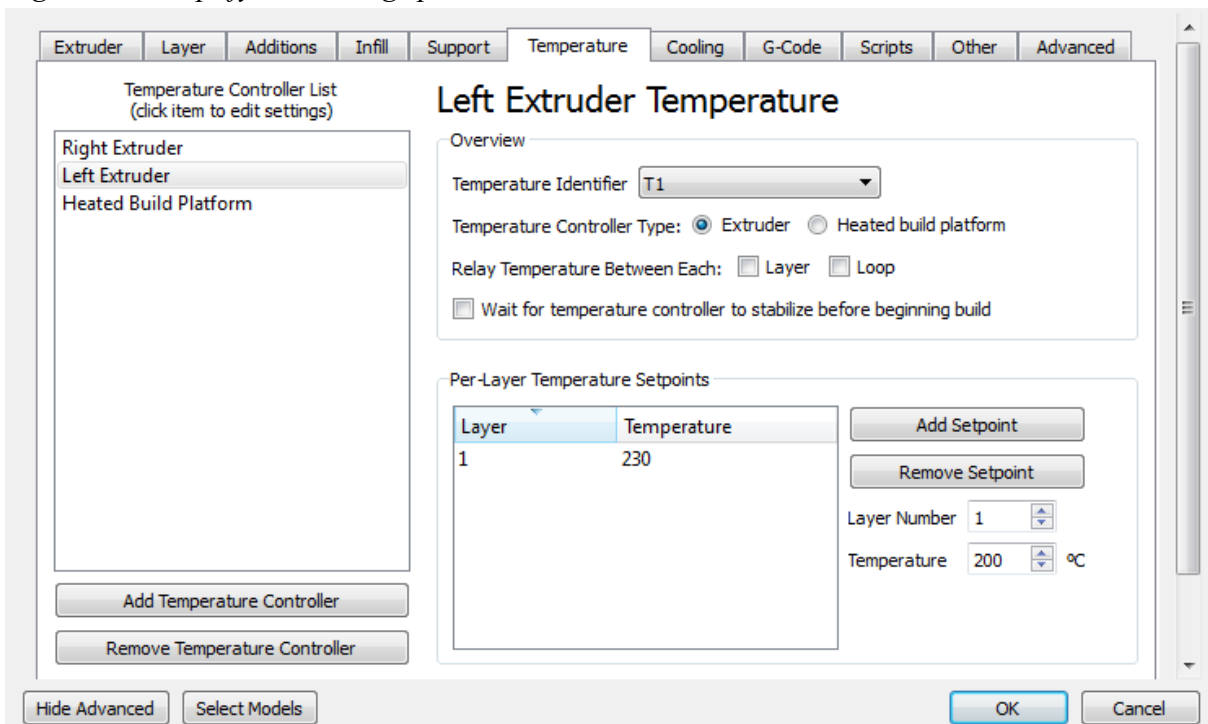 Extruder Layer Additions Infill Support Temperature Cooling G-Code Scripts Other Advanced
Temperature Controller List
(click item to edit settings)
Right Extruder
Left Extruder
Heated Build Platform
Add Temperature Controller
Remove Temperature Controller
Left Extruder Temperature
Overview
Temperature Identifier T1
Temperature Controller Type: Extruder Heated build platform
Relay Temperature Between Each: Layer Loop
Wait for temperature controller to stabilize before beginning build
Per-Layer Temperature Setpoints
Layer Temperature
1 230
Add Setpoint
Remove Setpoint
Layer Number 1
Temperature 200 ºC
Hide Advanced Select Models OK Cancel